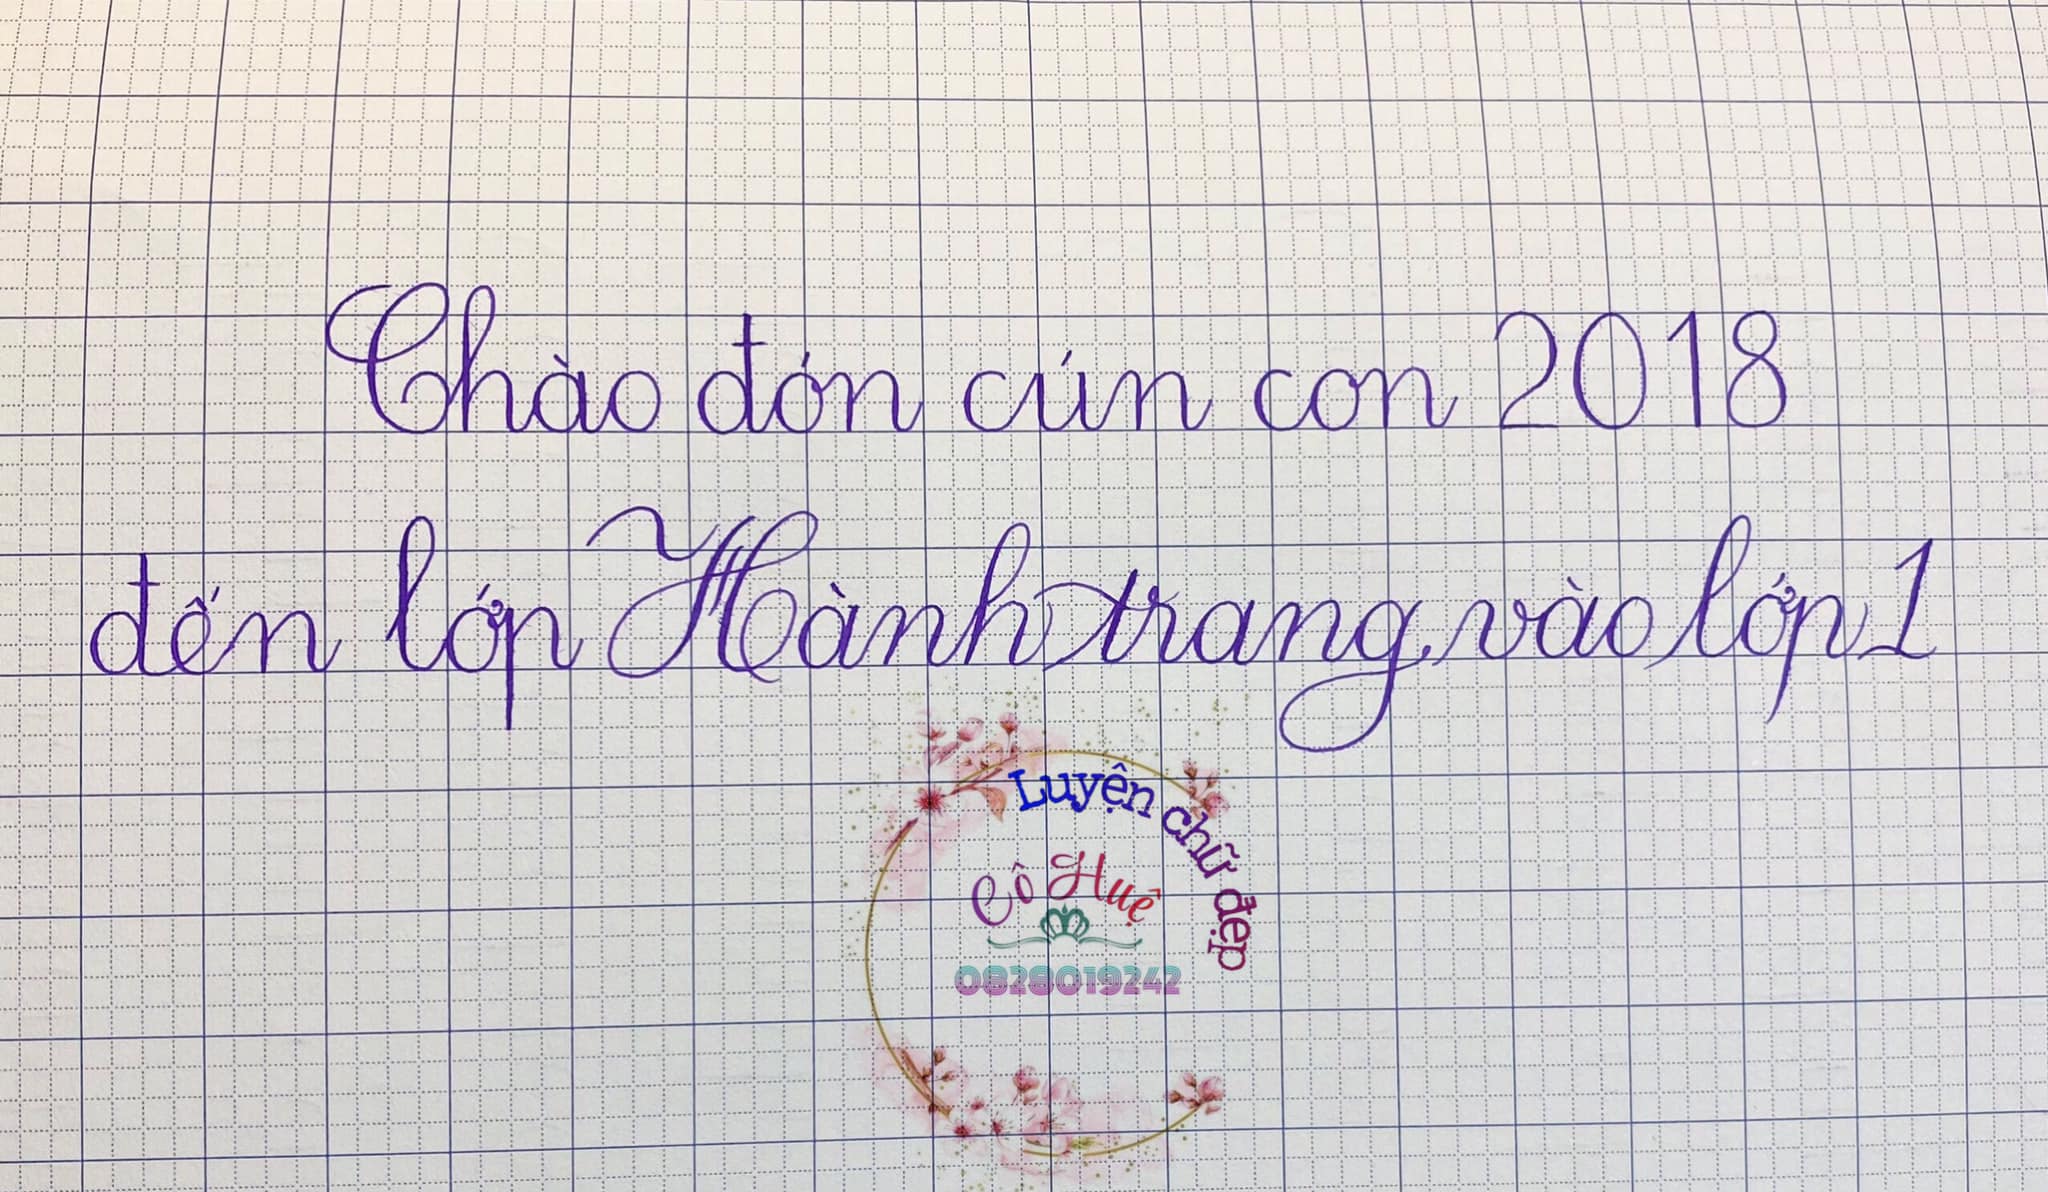 Chào đón cún con 2018
đến lớp Hành trang vào lớp 1
Luyện chữ đẹp
Cô Huệ
0828019242